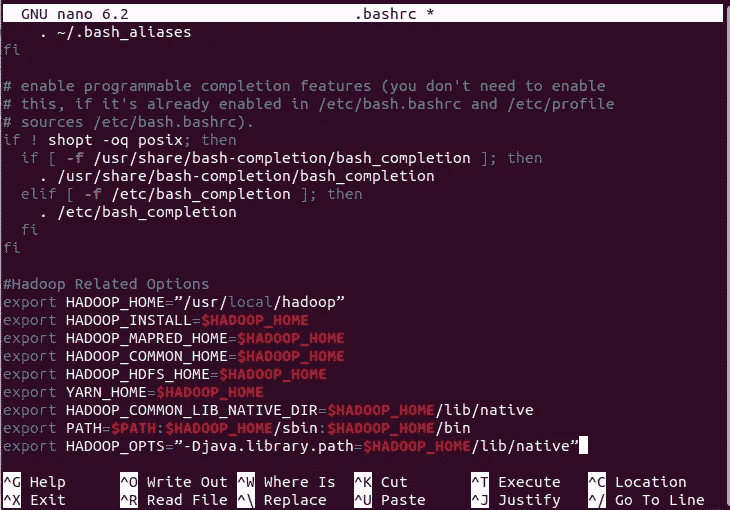 GNU nano 6.2 .bashrc *
. ~/.bash_aliases
fi
# enable programmable completion features (you don't need to enable
# this, if it's already enabled in /etc/bash.bashrc and /etc/profile
# sources /etc/bash.bashrc).
if ! shopt -oq posix; then
if [ -f /usr/share/bash-completion/bash_completion ]; then
. /usr/share/bash-completion/bash_completion
elif [ -f /etc/bash_completion ]; then
. /etc/bash_completion
fi
fi
#Hadoop Related Options
export HADOOP_HOME=”/usr/local/hadoop”
export HADOOP_INSTALL=$HADOOP_HOME
export HADOOP_MAPRED_HOME=$HADOOP_HOME
export HADOOP_COMMON_HOME=$HADOOP_HOME
export HADOOP_HDFS_HOME=$HADOOP_HOME
export YARN_HOME=$HADOOP_HOME
export HADOOP_COMMON_LIB_NATIVE_DIR=$HADOOP_HOME/lib/native
export PATH=$PATH:$HADOOP_HOME/sbin:$HADOOP_HOME/bin
export HADOOP_OPTS=”-Djava.library.path=$HADOOP_HOME/lib/native”
^G Help ^O Write Out ^W Where Is ^K Cut ^T Execute ^C Location
^X Exit ^R Read File ^\ Replace ^U Paste ^J Justify ^/ Go To Line